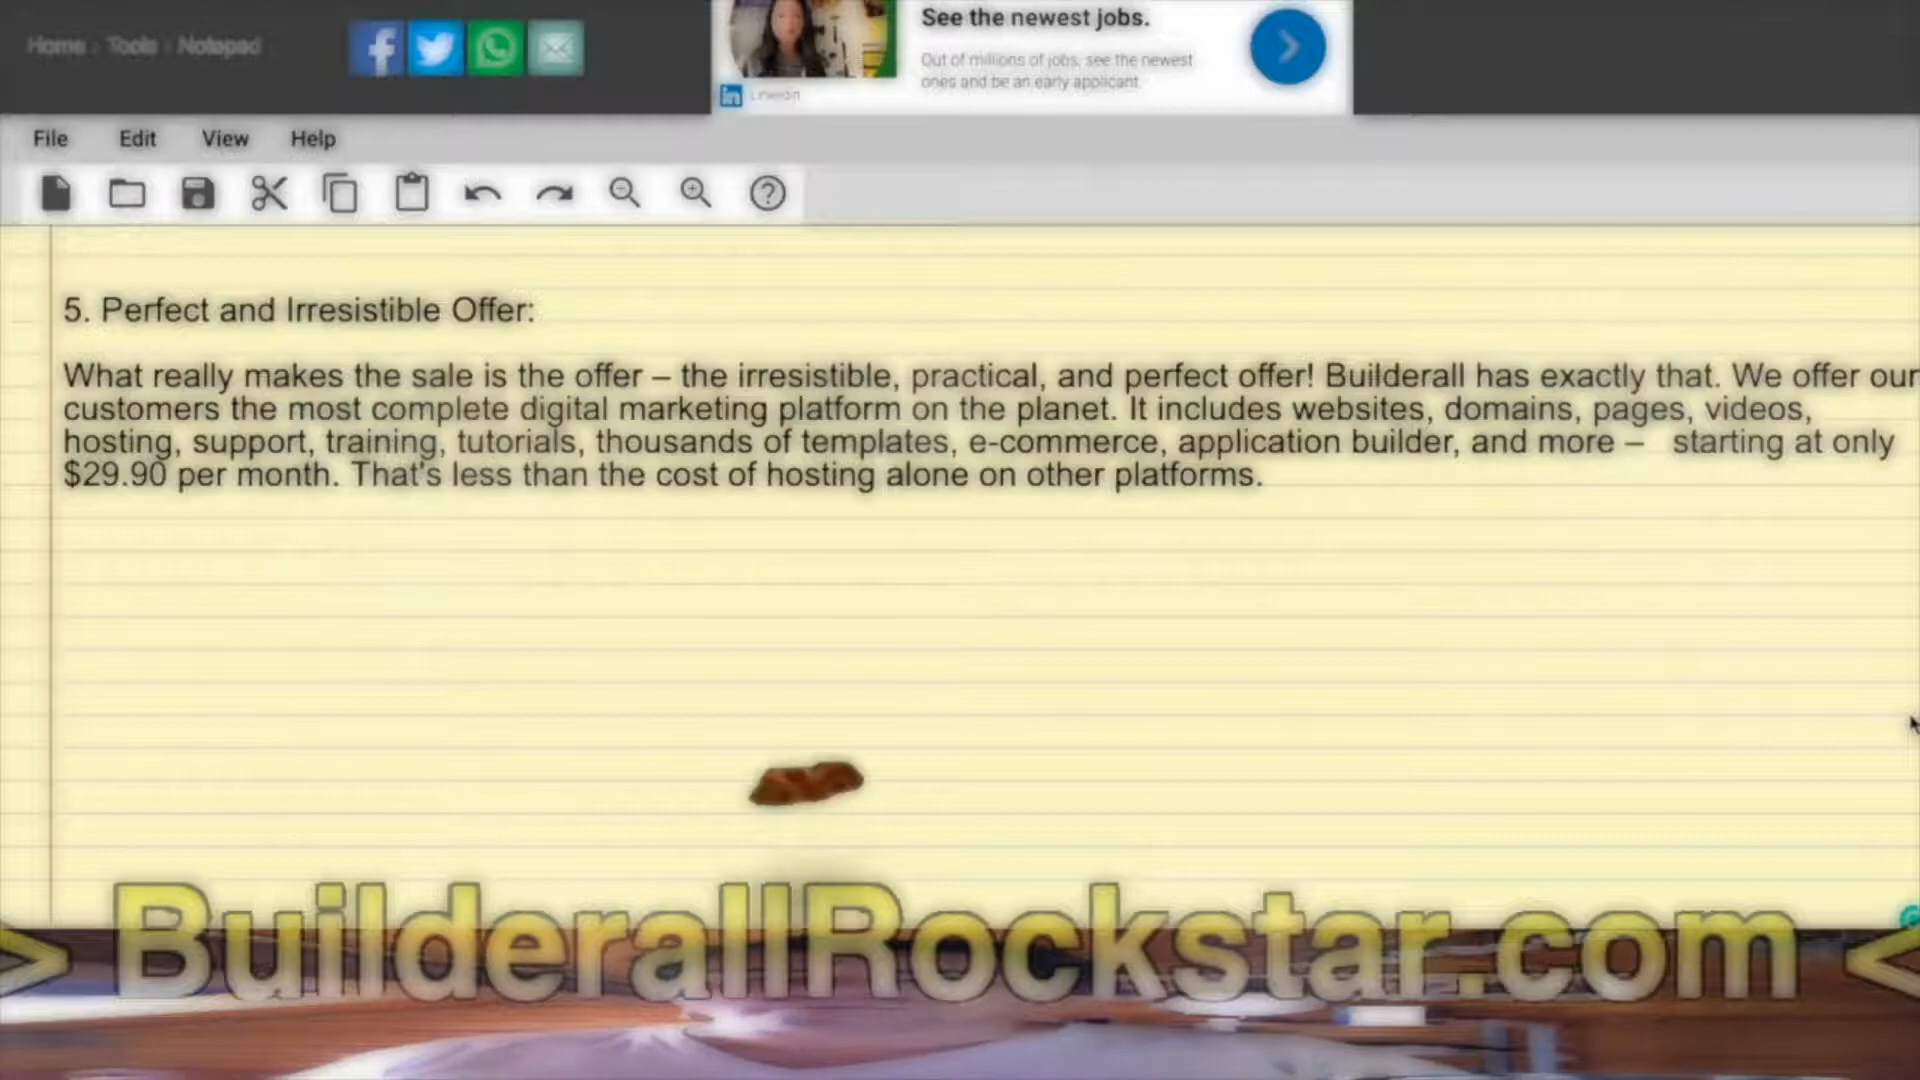 Home
Tools
Notepad
See the newest jobs.
Out of millions of jobs, see the newest
ones and be an early applicant.
in LinkedIn
File Edit View Help
5. Perfect and Irresistible Offer:
What really makes the sale is the offer – the irresistible, practical, and perfect offer! Builderall has exactly that. We offer our
customers the most complete digital marketing platform on the planet. It includes websites, domains, pages, videos,
hosting, support, training, tutorials, thousands of templates, e-commerce, application builder, and more –   starting at only
$29.90 per month. That's less than the cost of hosting alone on other platforms.
> BuilderallRockstar.com <